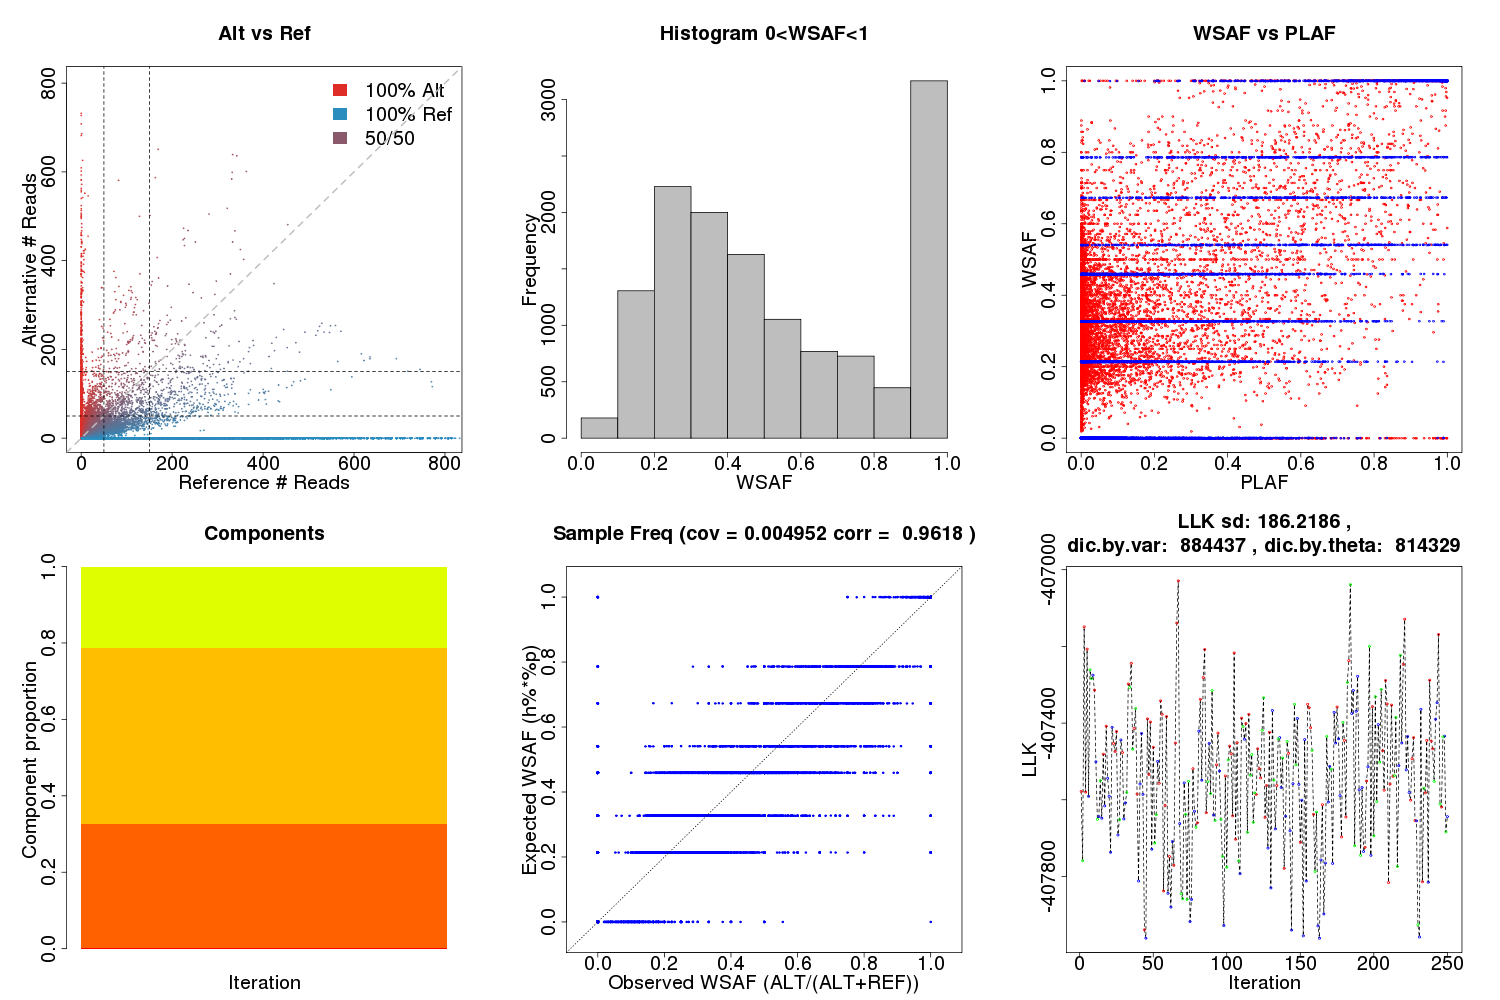 Alt vs Ref
Alternative # Reads
0 200 400 600 800
100% Alt
100% Ref
50/50
0 200 400 600 800
Reference # Reads
Histogram 0<WSAF<1
Frequency
0 500 1000 2000 3000
0.0 0.2 0.4 0.6 0.8 1.0
WSAF
WSAF vs PLAF
WSAF
0.0 0.2 0.4 0.6 0.8 1.0
0.0 0.2 0.4 0.6 0.8 1.0
PLAF
Components
Component proportion
0.0 0.2 0.4 0.6 0.8 1.0
Iteration
Sample Freq (cov = 0.004952 corr = 0.9618 )
Expected WSAF (h%*%p)
0.0 0.2 0.4 0.6 0.8 1.0
0.0 0.2 0.4 0.6 0.8 1.0
Observed WSAF (ALT/(ALT+REF))
LLK sd: 186.2186 ,
dic.by.var: 884437 , dic.by.theta: 814329
LLK
-407800 -407400 -407000
0 50 100 150 200 250
Iteration